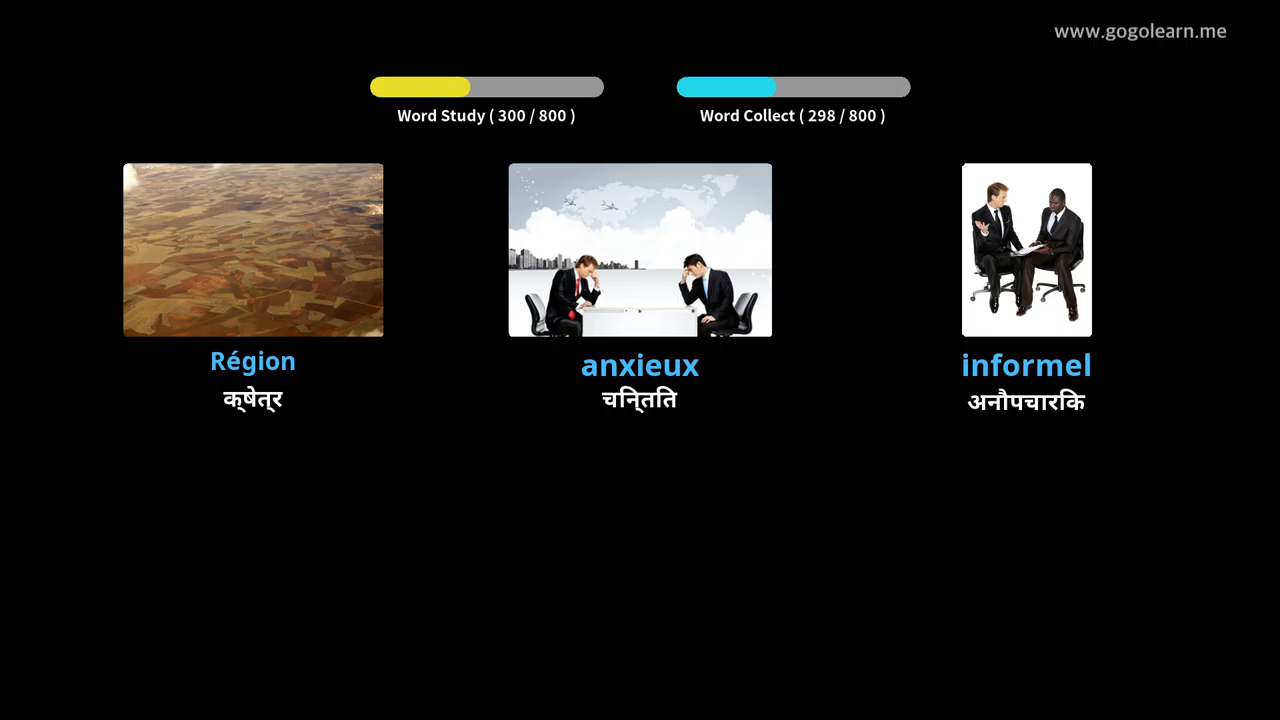 www.gogolearn.me
Word Study ( 300 / 800 )
Word Collect ( 298 / 800 )
Région
anxieux
informel
क्षेत्र
चिन्तित
अनौपचारिक